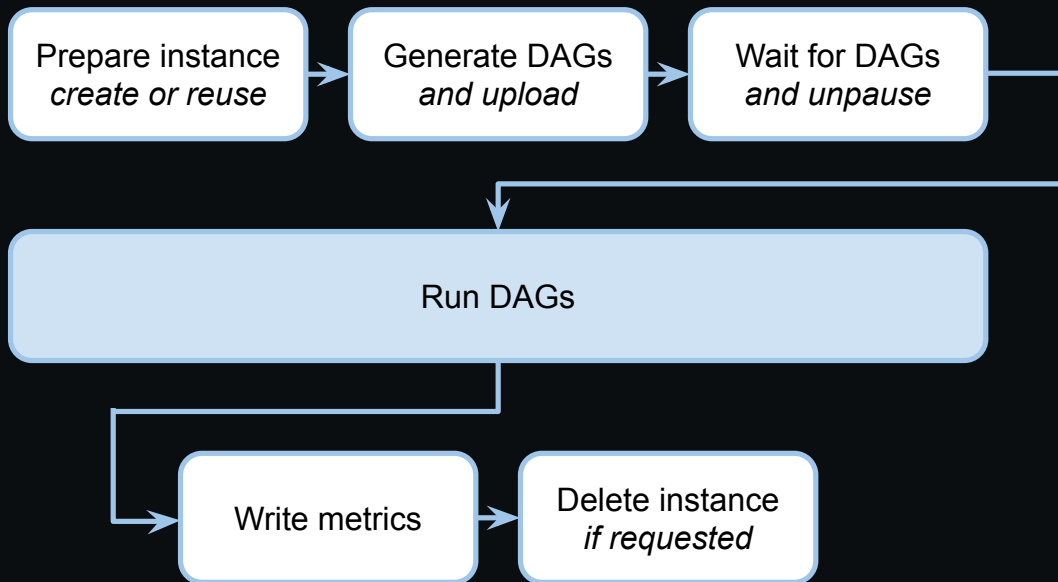 Prepare instance
create or reuse
Generate DAGs
and upload
Wait for DAGs
and unpause
Run DAGs
Write metrics
Delete instance
if requested